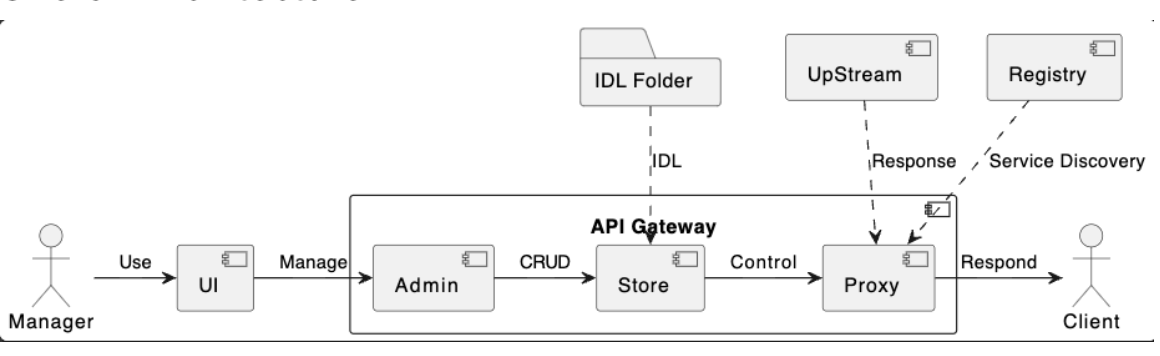 IDL Folder
UpStream
Registry
IDL
Response
Service Discovery
API Gateway
Use
Manage
CRUD
Control
Respond
UI
Admin
Store
Proxy
Manager
Client